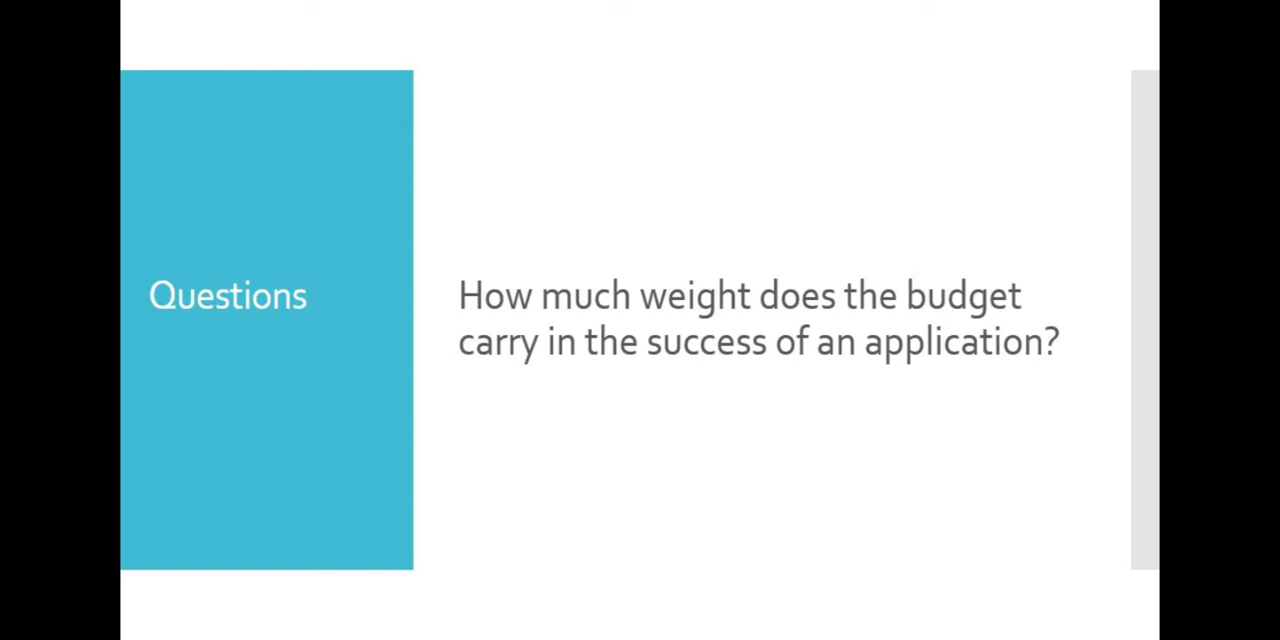 Questions
How much weight does the budget
carry in the success of an application?